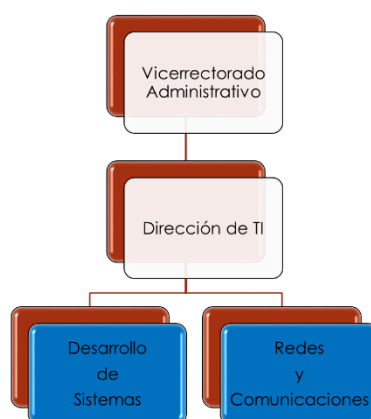 Vicerrectorado
Administrativo
Dirección de TI
Desarrollo
de
Sistemas
Redes
y
Comunicaciones